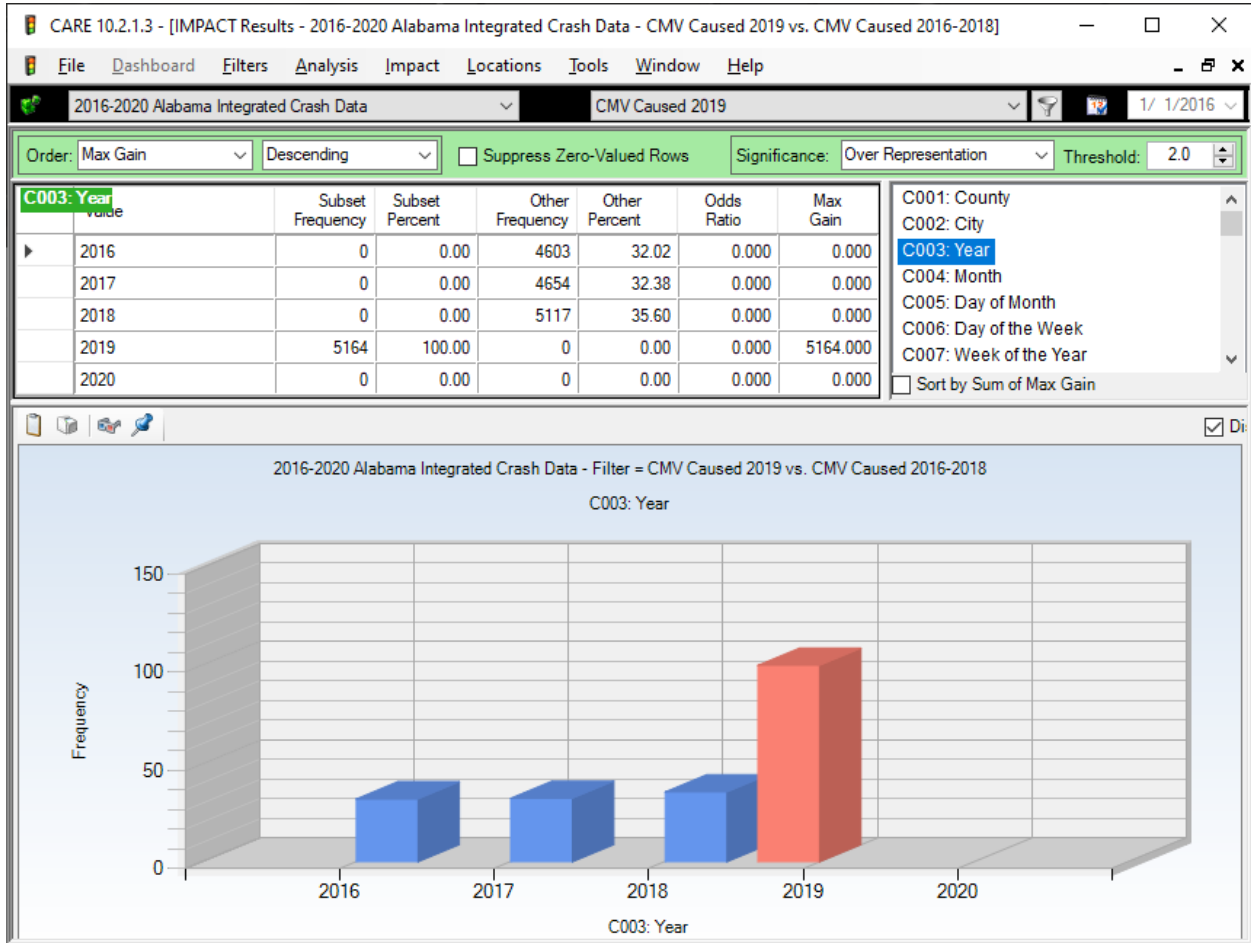 CARE 10.2.1.3 - [IMPACT Results - 2016-2020 Alabama Integrated Crash Data - CMV Caused 2019 vs. CMV Caused 2016-2018]
File Dashboard Filters Analysis Impact Locations Tools Window Help
2016-2020 Alabama Integrated Crash Data CMV Caused 2019 1/ 1/2016
Order: Max Gain Descending Suppress Zero-Valued Rows Significance: Over Representation Threshold: 2.0
C003: Year
Value Subset Frequency Subset Percent Other Frequency Other Percent Odds Ratio Max Gain
2016 0 0.00 4603 32.02 0.000 0.000
2017 0 0.00 4654 32.38 0.000 0.000
2018 0 0.00 5117 35.60 0.000 0.000
2019 5164 100.00 0 0.00 0.000 5164.000
2020 0 0.00 0 0.00 0.000 0.000
C001: County
C002: City
C003: Year
C004: Month
C005: Day of Month
C006: Day of the Week
C007: Week of the Year
Sort by Sum of Max Gain
Di
2016-2020 Alabama Integrated Crash Data - Filter = CMV Caused 2019 vs. CMV Caused 2016-2018
C003: Year
150
100
50
0
Frequency
2016 2017 2018 2019 2020
C003: Year